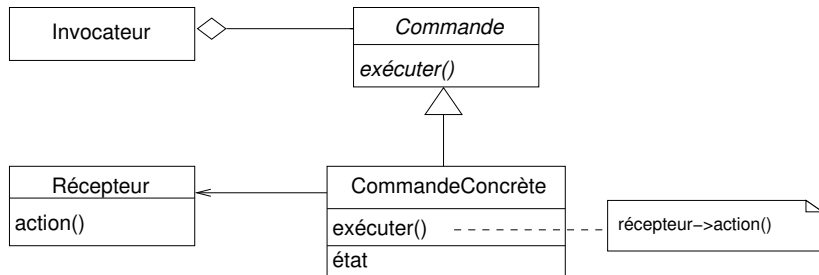 Invocateur
Commande
exécuter()
Récepteur
action()
CommandeConcrète
exécuter()
état
récepteur−>action()